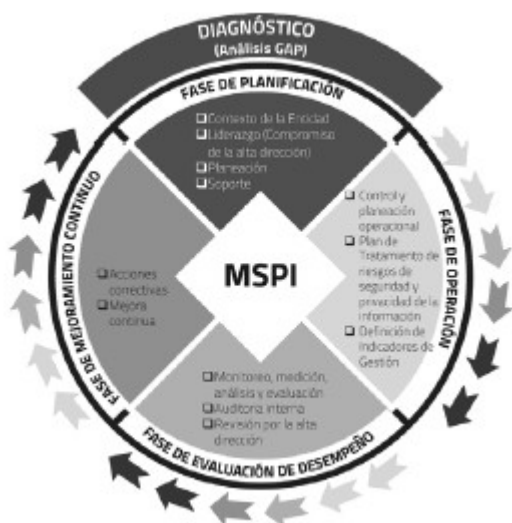 DIAGNÓSTICO
(Análisis GAP)
FASE DE PLANIFICACIÓN
❑Contexto de la Entidad
❑Liderazgo (Compromiso
de la alta dirección)
❑Planeación
❑Soporte
FASE DE OPERACIÓN
❑Control y
planeación
operacional
❑Plan de
Tratamiento de
riesgos de
seguridad y
privacidad de la
información
❑Definición de
Indicadores de
Gestión
MSPI
FASE DE MEJORAMIENTO CONTINUO
❑Acciones
correctivas
❑Mejora
continua
❑Monitoreo, medición,
análisis y evaluación
❑Auditoria interna
❑Revisión por la alta
dirección
FASE DE EVALUACIÓN DE DESEMPEÑO